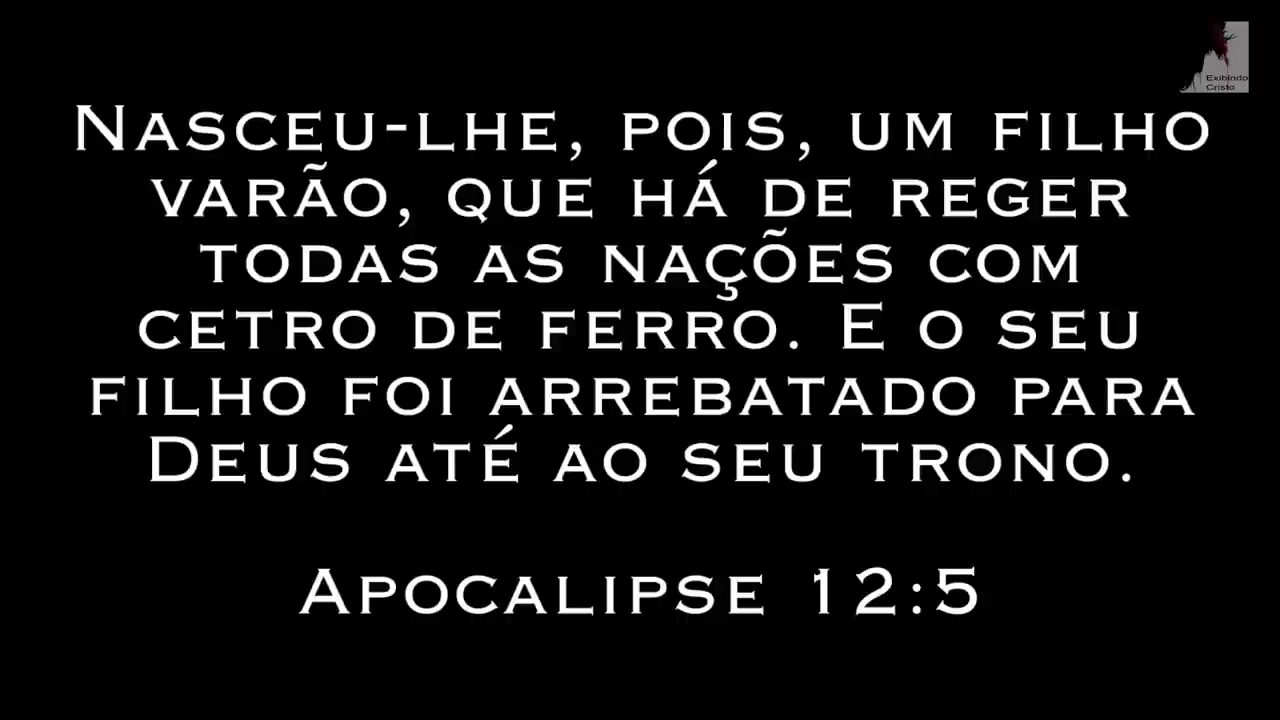 Exibindo
Cristo
Nasceu-lhe, pois, um filho
varão, que há de reger
todas as nações com
cetro de ferro. E o seu
filho foi arrebatado para
Deus até ao seu trono.
Apocalipse 12:5